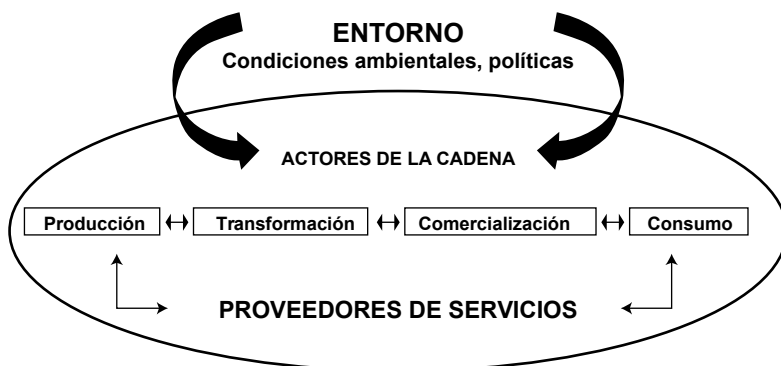 ENTORNO
Condiciones ambientales, políticas
ACTORES DE LA CADENA
Producción Transformación Comercialización Consumo
PROVEEDORES DE SERVICIOS